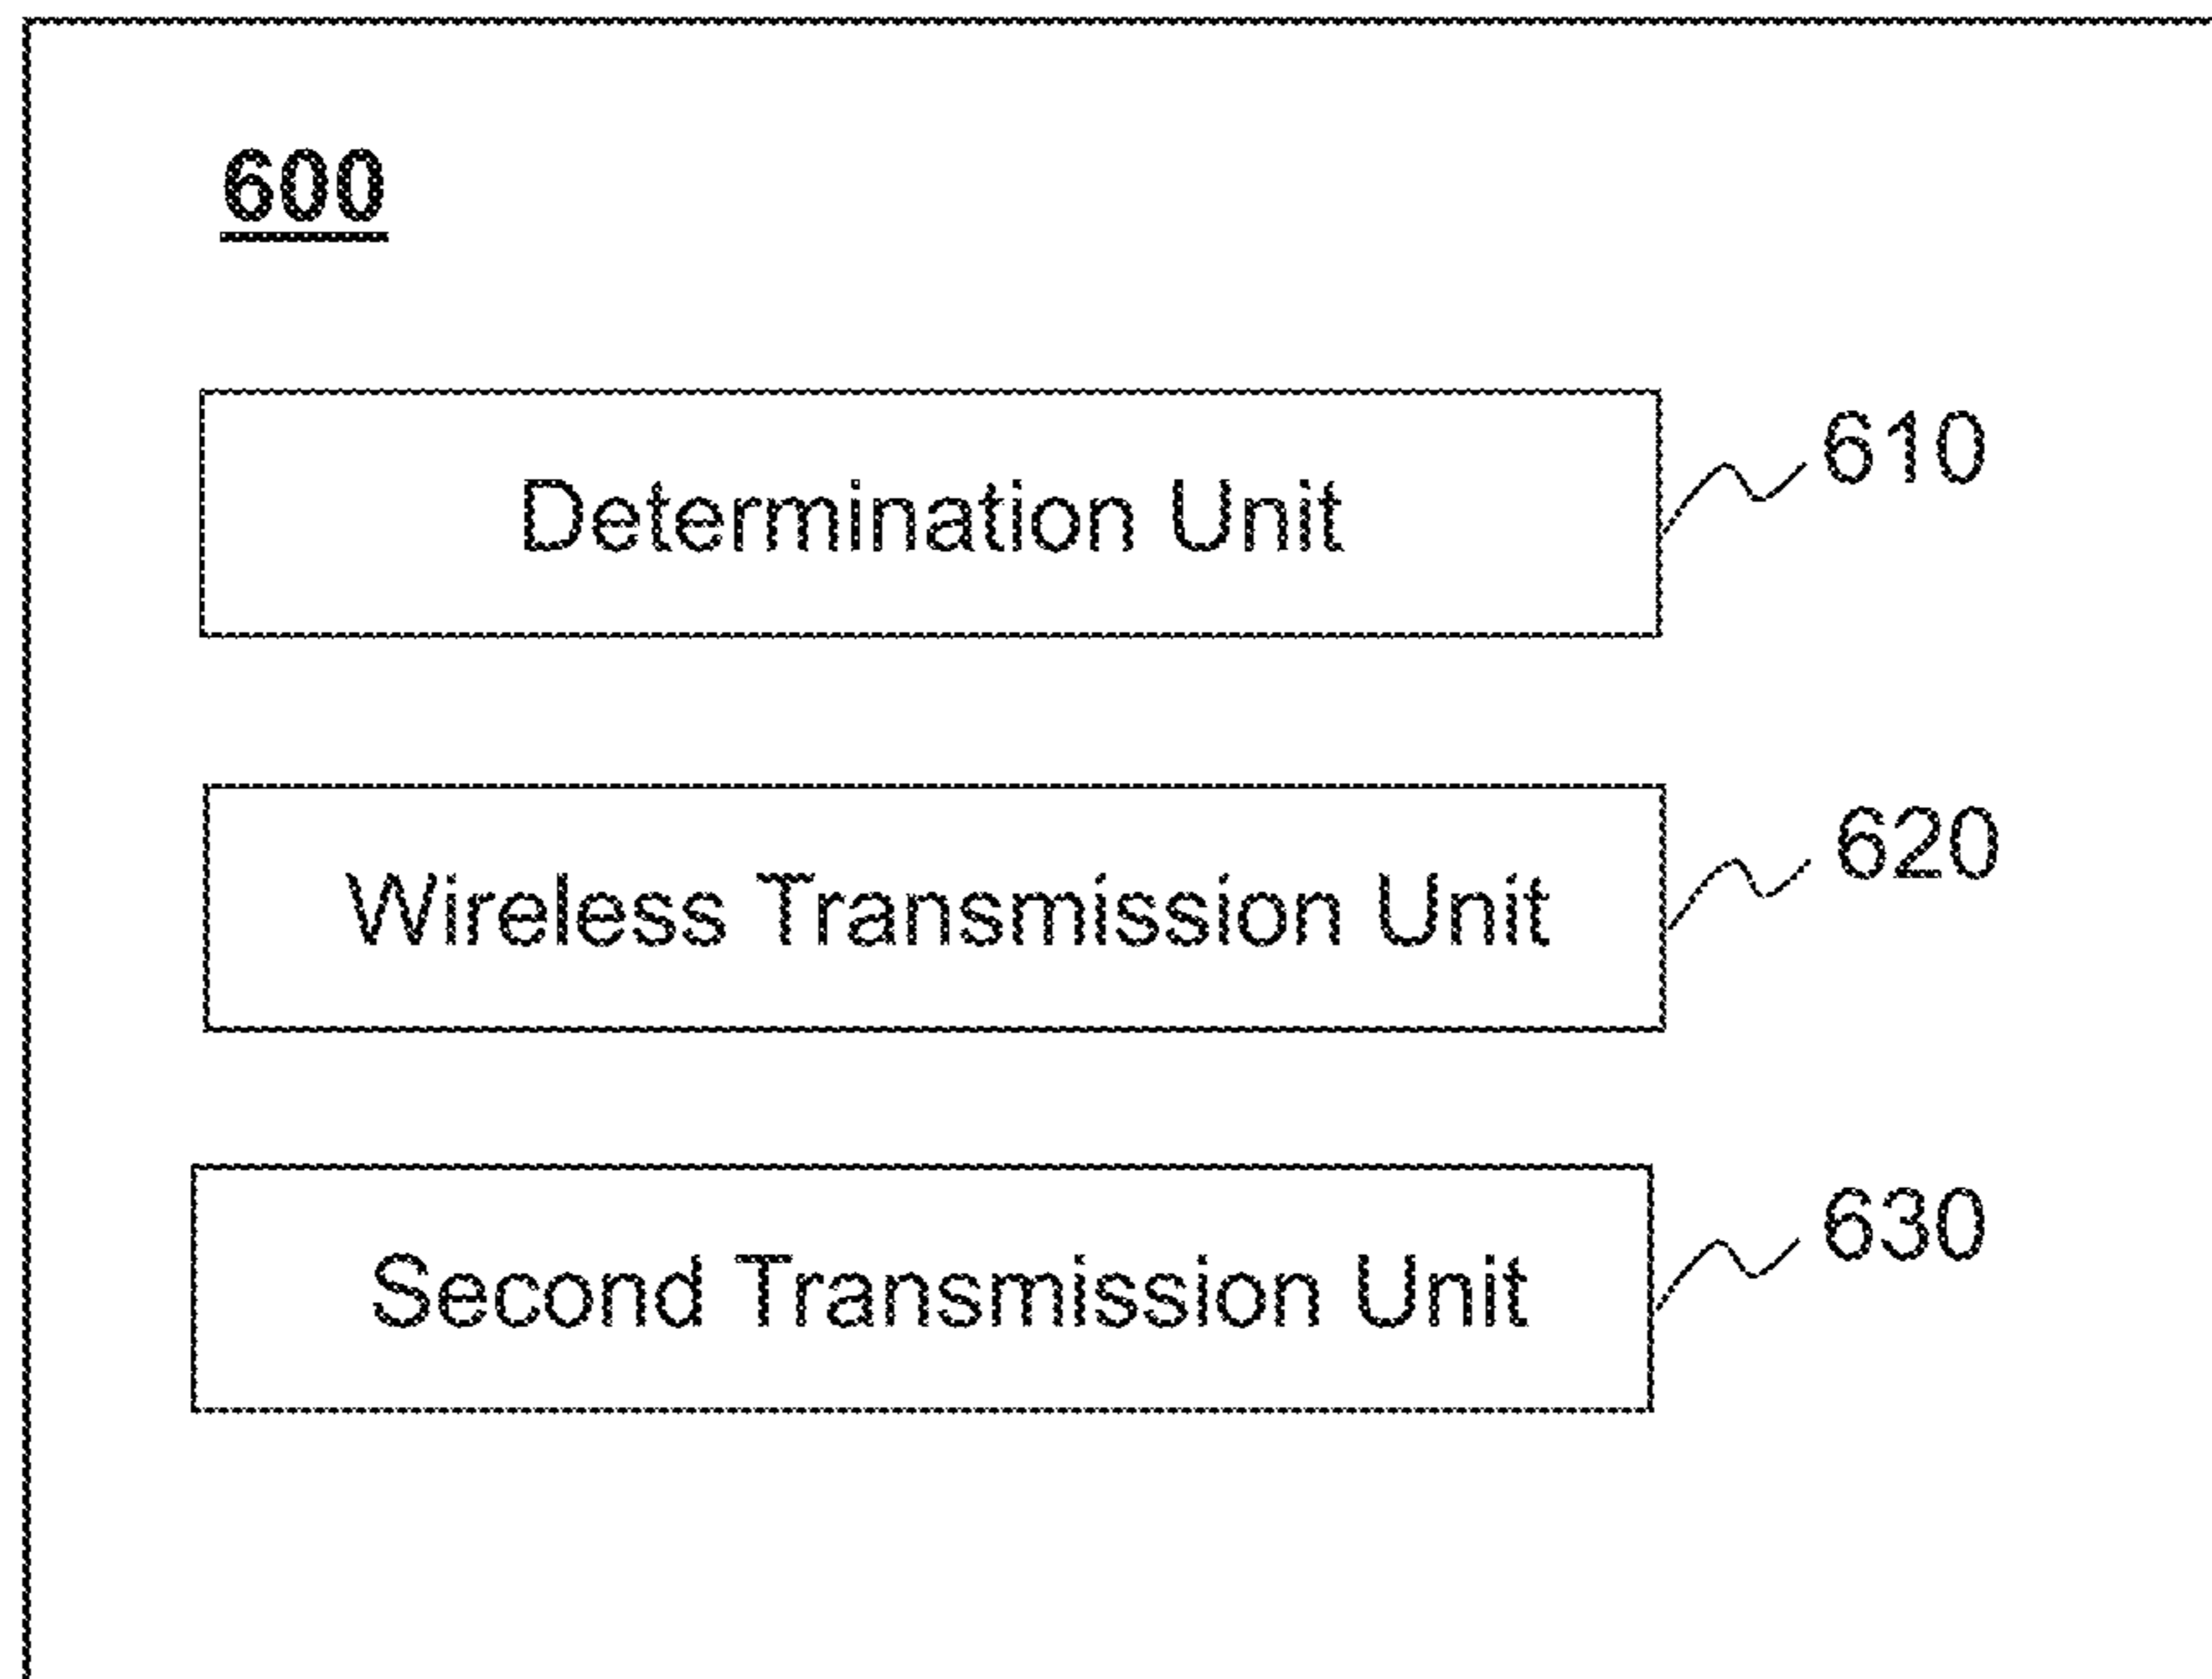 600
Determination Unit
610
Wireless Transmission Unit
620
Second Transmission Unit
630